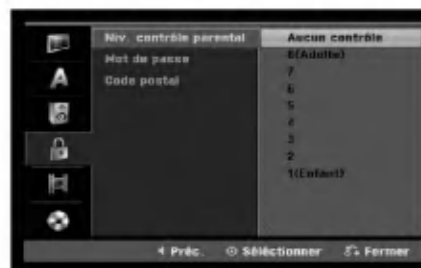 Niv. contrôle parental
Mot de passe
Code postal
Aucun contrôle
8(Adulte)
7
6
5
4
3
2
1(Enfant)
Préc.
Séléctionner
Fermer